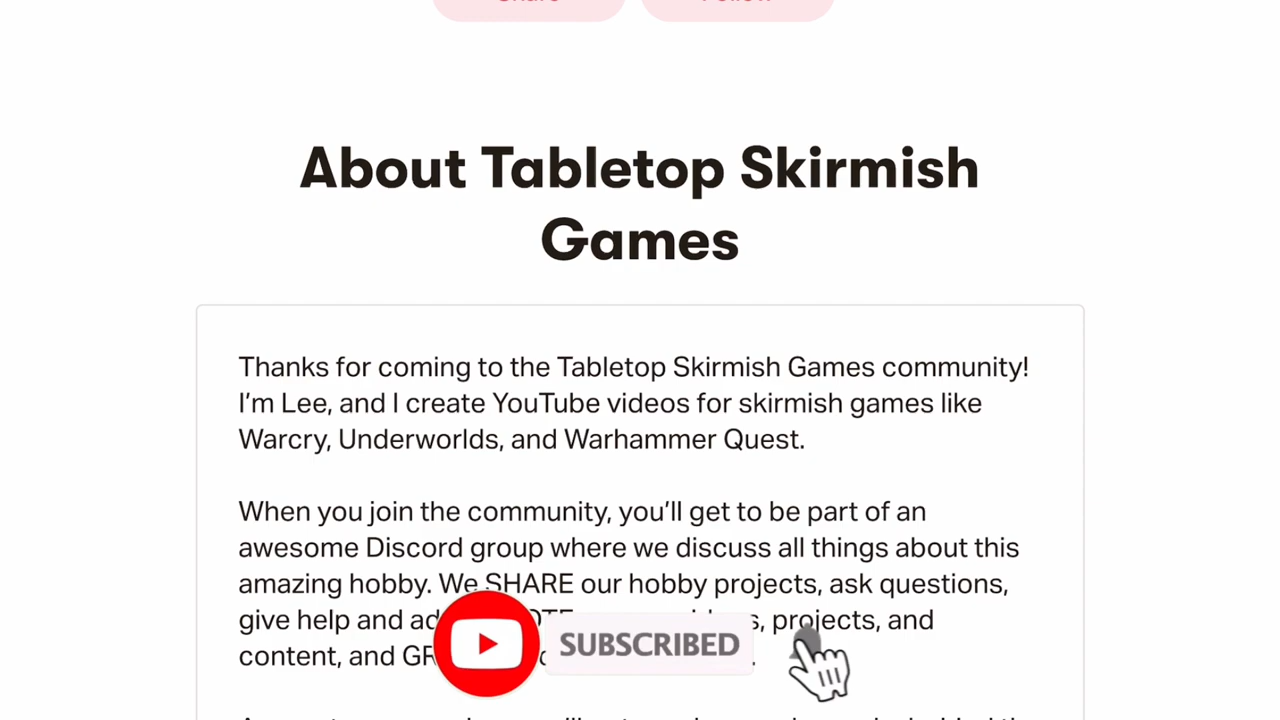 Share Follow
About Tabletop Skirmish
Games
Thanks for coming to the Tabletop Skirmish Games community!
I’m Lee, and I create YouTube videos for skirmish games like
Warcry, Underworlds, and Warhammer Quest.
When you join the community, you’ll get to be part of an
awesome Discord group where we discuss all things about this
amazing hobby. We SHARE our hobby projects, ask questions,
give help and projects, and
content, and
SUBSCRIBED